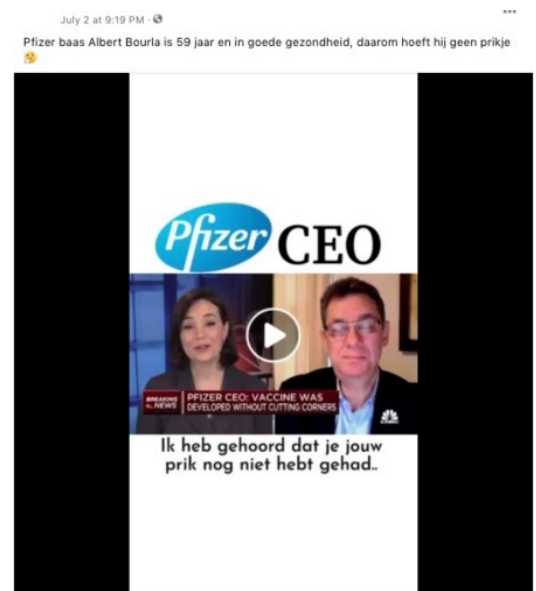 July 2 at 9:19 PM ·
Pfizer baas Albert Bourla is 59 jaar en in goede gezondheid, daarom hoeft hij geen prikje
Pfizer CEO
BREAKING NEWS
PFIZER CEO: VACCINE WAS
DEVELOPED WITHOUT CUTTING CORNERS
CNBC
Ik heb gehoord dat je jouw
prik nog niet hebt gehad..